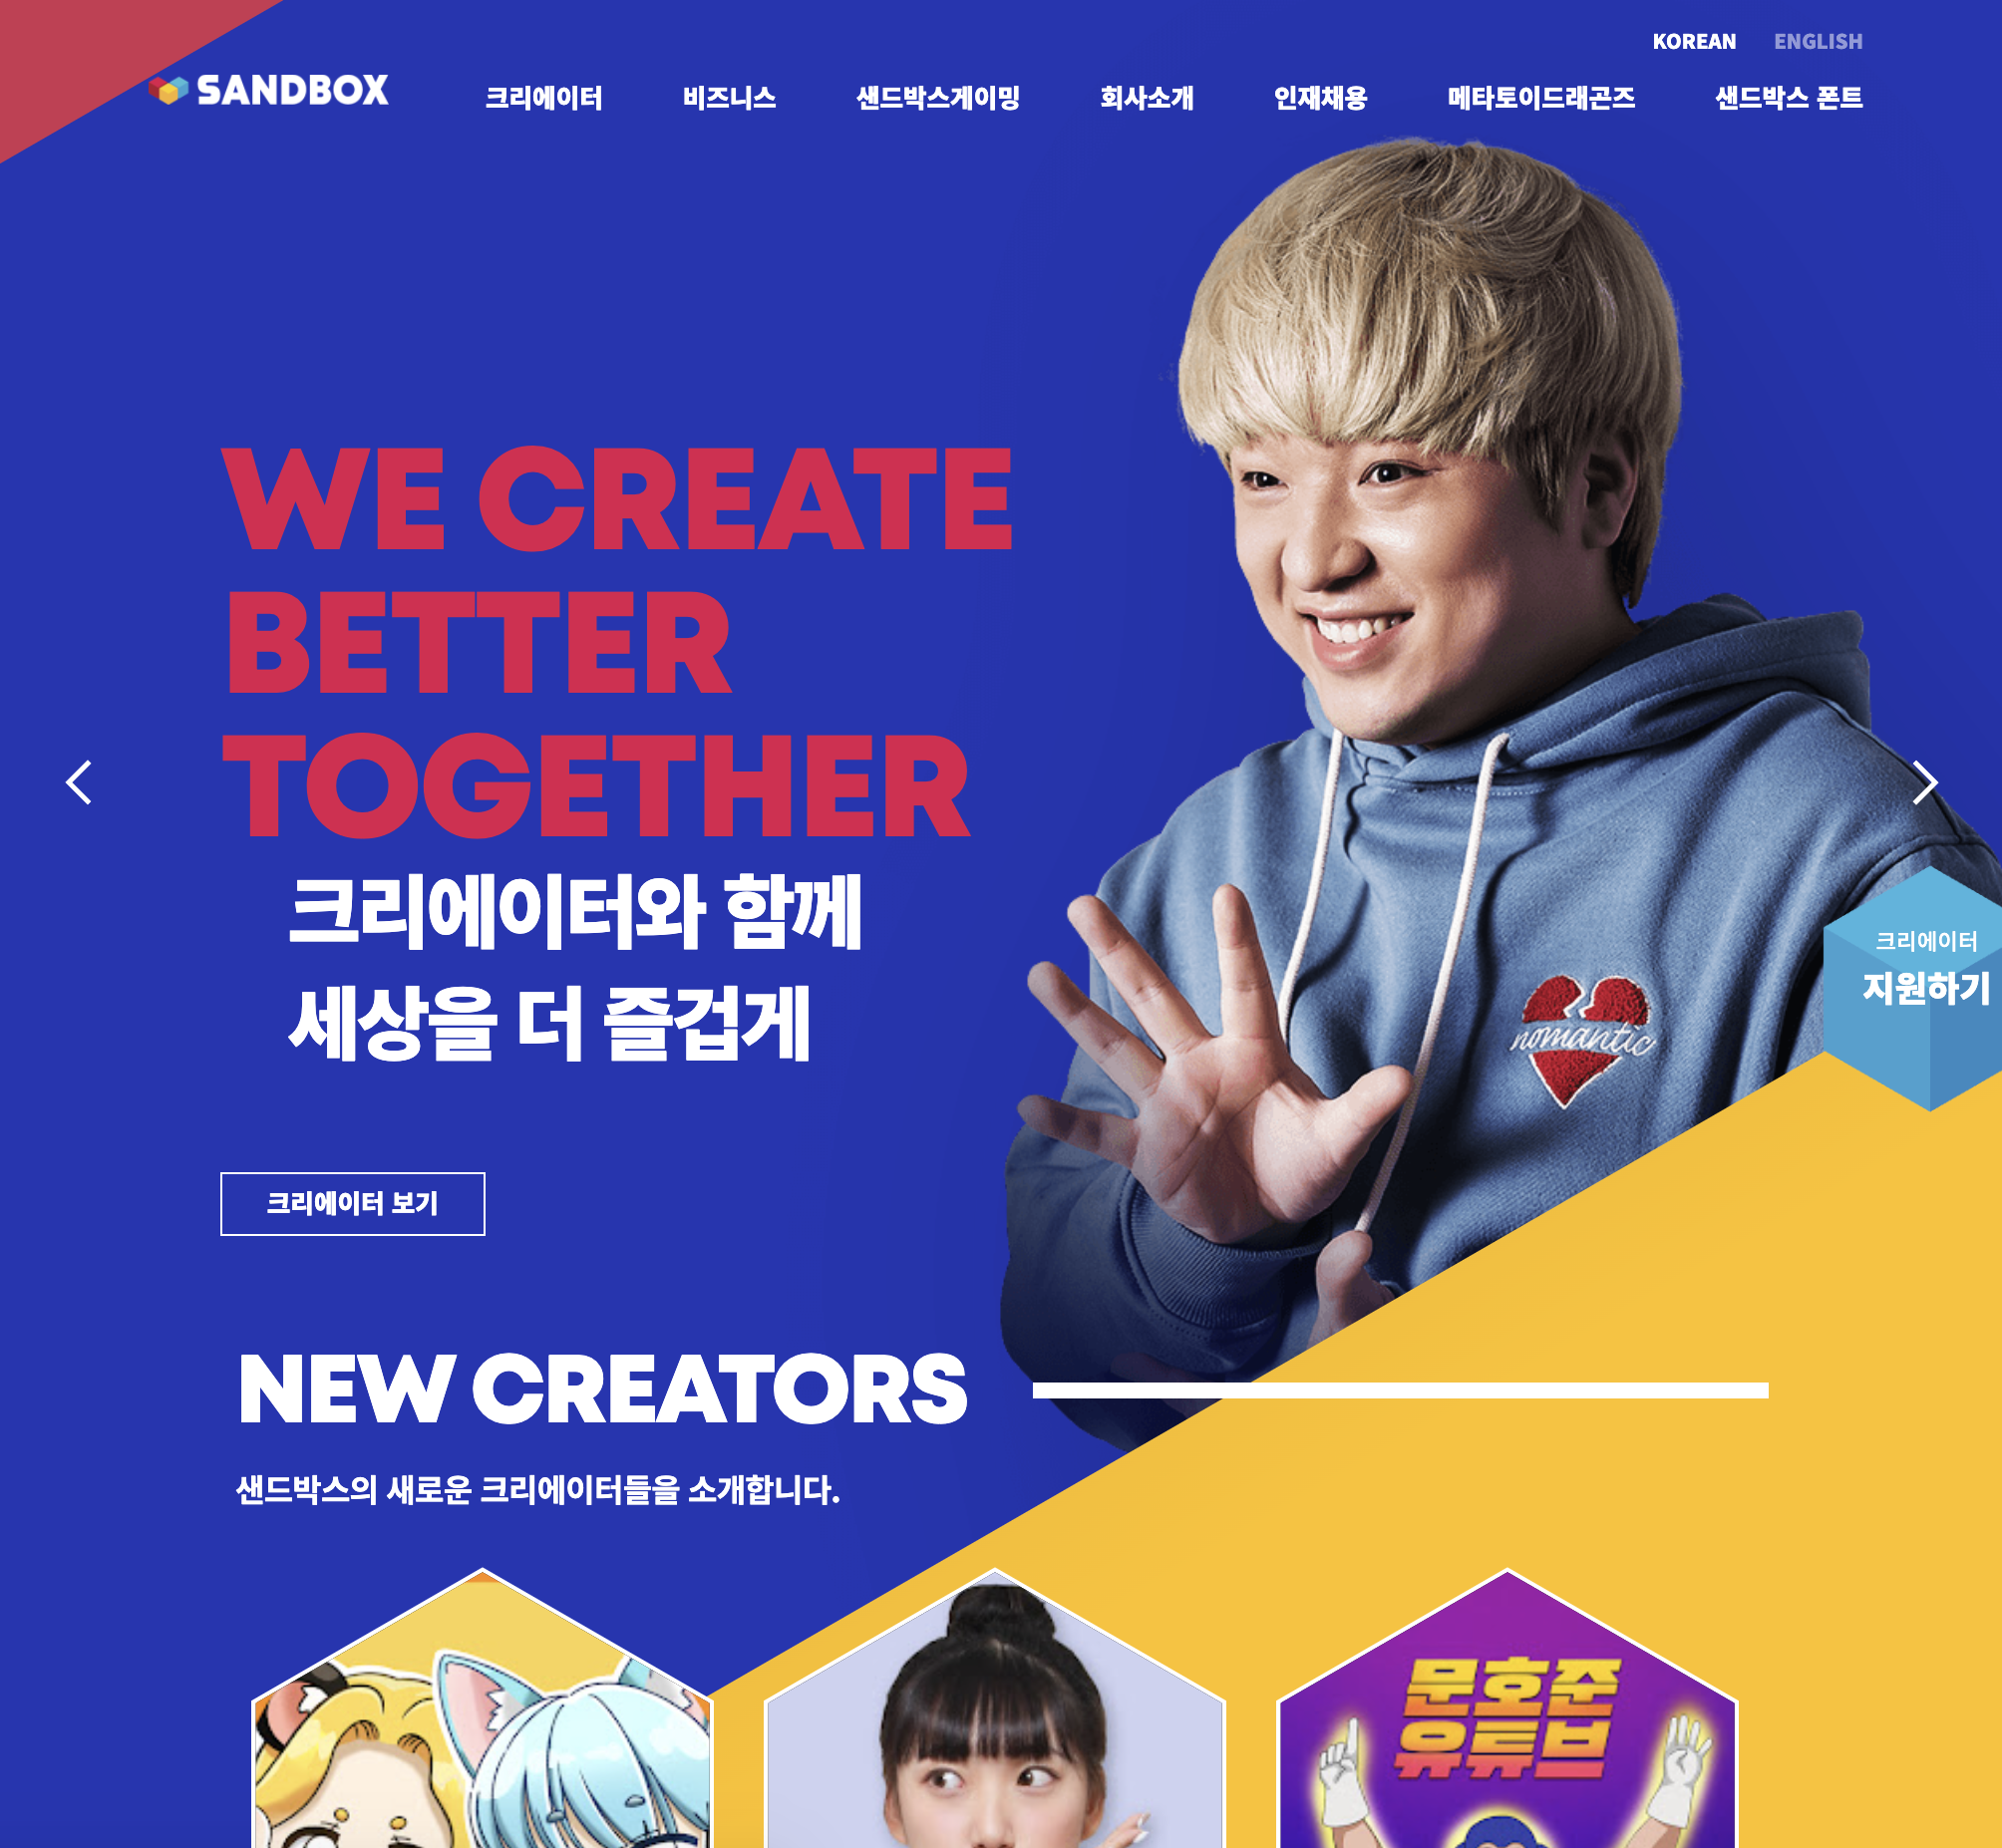 KOREAN ENGLISH
SANDBOX
크리에이터 비즈니스 샌드박스게이밍 회사소개 인재채용 메타토이드래곤즈 샌드박스 폰트
WE CREATE
BETTER
TOGETHER
크리에이터와 함께
세상을 더 즐겁게
nomantic
크리에이터
지원하기
크리에이터 보기
NEW CREATORS
샌드박스의 새로운 크리에이터들을 소개합니다.
문호준
유튜브